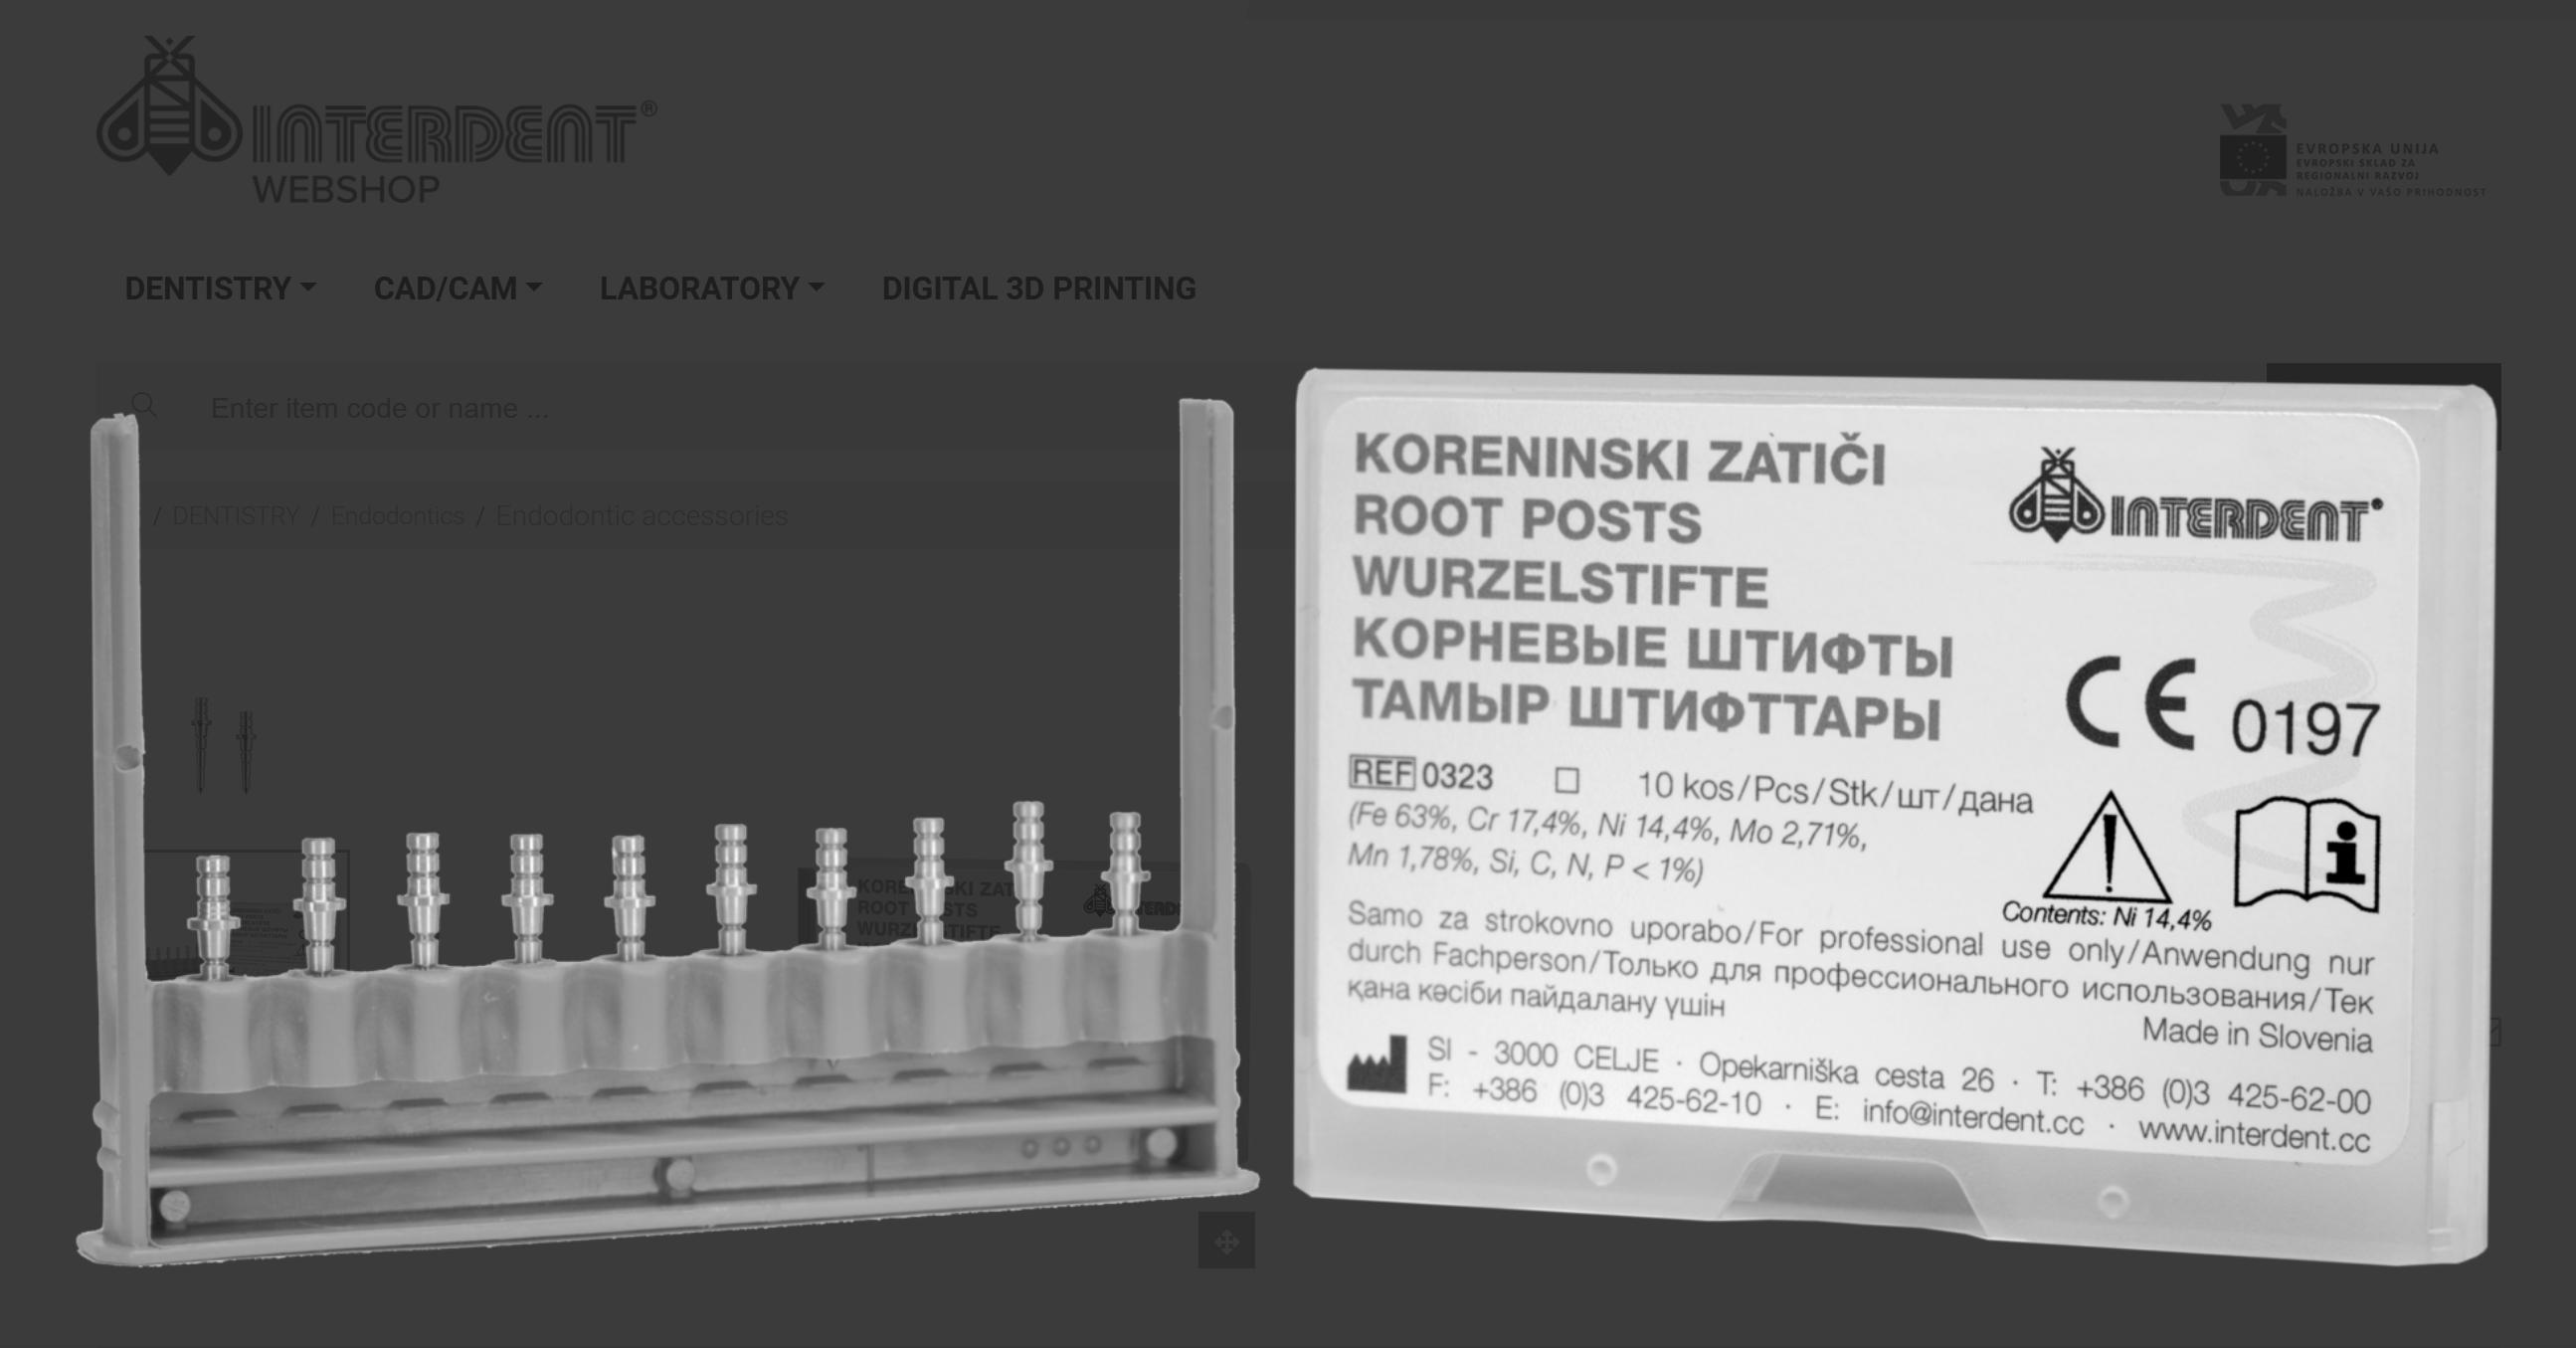 INTERDENT®
WEBSHOP
EVROPSKA UNIJA
EVROPSKI SKLAD ZA
REGIONALNI RAZVOJ
NALOŽBA V VAŠO PRIHODNOST
DENTISTRY CAD/CAM LABORATORY DIGITAL 3D PRINTING
Enter item code or name ...
/ DENTISTRY / Endodontics / Endodontic accessories
KORENINSKI ZATIČI
ROOT POSTS
WURZELSTIFTE
КОРНЕВЫЕ ШТИФТЫ
ТАМЫР ШТИФТТАРЫ
INTERDENT®
CE 0197
REF 0323 10 kos/Pcs/Stk/шт/дана
(Fe 63%, Cr 17,4%, Ni 14,4%, Mo 2,71%,
Mn 1,78%, Si, C, N, P < 1%)
Contents: Ni 14,4%
Samo za strokovno uporabo/For professional use only/Anwendung nur
durch Fachperson/Только для профессионального использования/Тек
қана кәсіби пайдалану үшін
Made in Slovenia
SI - 3000 CELJE · Opekarniška cesta 26 · T: +386 (0)3 425-62-00
F: +386 (0)3 425-62-10 · E: info@interdent.cc · www.interdent.cc